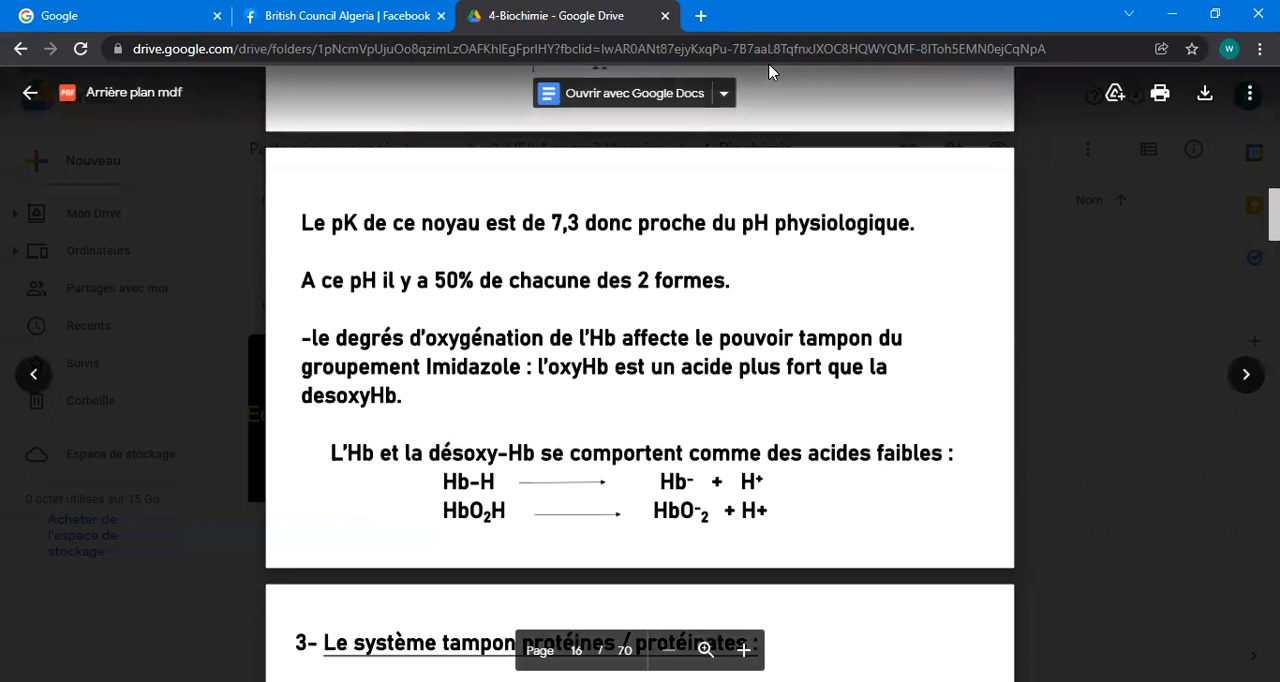 Google
British Council Algeria | Facebook
4-Biochimie - Google Drive
drive.google.com/drive/folders/1pNcmVpUjuOo8qzimLzOAFKhlEgFprIHY?fbclid=IwAR0ANt87ejyKxqPu-7B7aaL8TqfnxJXOC8HQWYQMF-8IToh5EMN0ejCqNpA
W
PDF
Arrière plan mdf
Ouvrir avec Google Docs
Nouveau
4-Biochimie
Nom
Mon Drive
Ordinateurs
Partagés avec moi
Récents
Suivis
Corbeille
Espace de stockage
0 octet utilisés sur 15 Go
Acheter de
l'espace de
stockage
Le pK de ce noyau est de 7,3 donc proche du pH physiologique.
A ce pH il y a 50% de chacune des 2 formes.
-le degrés d'oxygénation de l'Hb affecte le pouvoir tampon du
groupement Imidazole : l'oxyHb est un acide plus fort que la
desoxyHb.
L'Hb et la désoxy-Hb se comportent comme des acides faibles :
Hb-H → Hb⁻ + H⁺
HbO₂H → HbO⁻₂ + H+
3- Le système tampon protéines / protéinates :
Page 16 / 70